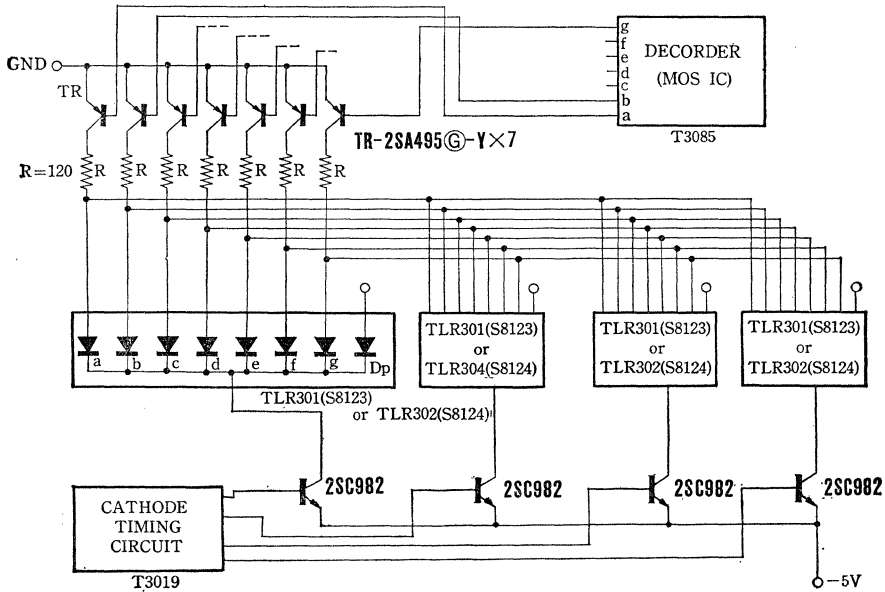 GND
TR
R=120
R
R
R
R
R
R
R
TR-2SA495Ⓖ-Y×7
g
f
e
d
c
b
a
DECORDER
(MOS IC)
T3085
a
b
c
d
e
f
g
Dp
TLR301(S8123)
or TLR302(S8124)
TLR301(S8123)
or
TLR304(S8124)
TLR301(S8123)
or
TLR302(S8124)
TLR301(S8123)
or
TLR302(S8124)
2SC982
2SC982
2SC982
2SC982
CATHODE
TIMING
CIRCUIT
T3019
-5V